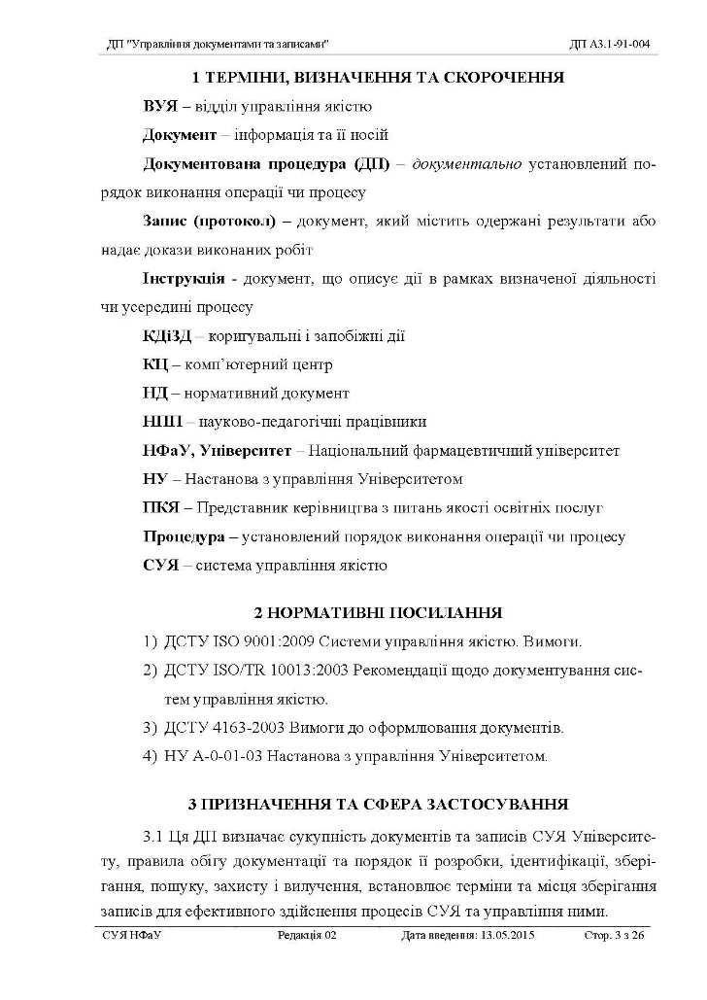 ДП "Управління документами та записами" ДП А3.1-91-004
1 ТЕРМІНИ, ВИЗНАЧЕННЯ ТА СКОРОЧЕННЯ
ВУЯ – відділ управління якістю
Документ – інформація та її носій
Документована процедура (ДП) – документально установлений по-
рядок виконання операції чи процесу
Запис (протокол) – документ, який містить одержані результати або
надає докази виконаних робіт
Інструкція - документ, що описує дії в рамках визначеної діяльності
чи усередині процесу
КДіЗД – коригувальні і запобіжні дії
КЦ – комп’ютерний центр
НД – нормативний документ
НПП – науково-педагогічні працівники
НФаУ, Університет – Національний фармацевтичний університет
НУ – Настанова з управління Університетом
ПКЯ – Представник керівництва з питань якості освітніх послуг
Процедура – установлений порядок виконання операції чи процесу
СУЯ – система управління якістю
2 НОРМАТИВНІ ПОСИЛАННЯ
1) ДСТУ ISO 9001:2009 Системи управління якістю. Вимоги.
2) ДСТУ ISO/TR 10013:2003 Рекомендації щодо документування сис-
тем управління якістю.
3) ДСТУ 4163-2003 Вимоги до оформлювання документів.
4) НУ А-0-01-03 Настанова з управління Університетом.
3 ПРИЗНАЧЕННЯ ТА СФЕРА ЗАСТОСУВАННЯ
3.1 Ця ДП визначає сукупність документів та записів СУЯ Університе-
ту, правила обігу документації та порядок її розробки, ідентифікації, збері-
гання, пошуку, захисту і вилучення, встановлює терміни та місця зберігання
записів для ефективного здійснення процесів СУЯ та управління ними.
СУЯ НФаУ Редакція 02 Дата введення: 13.05.2015 Стор. 3 з 26